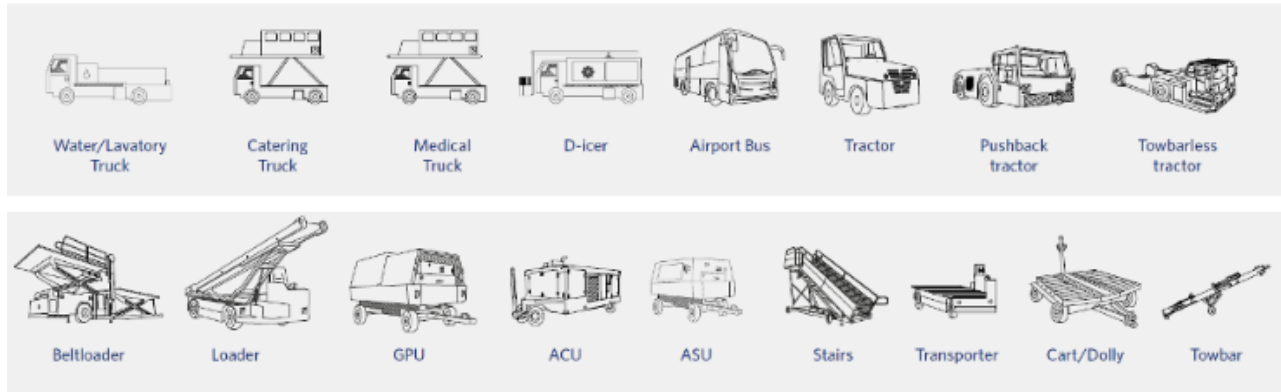 Water/Lavatory Truck
Catering Truck
Medical Truck
D-icer
Airport Bus
Tractor
Pushback tractor
Towbarless tractor
Beltloader
Loader
GPU
ACU
ASU
Stairs
Transporter
Cart/Dolly
Towbar